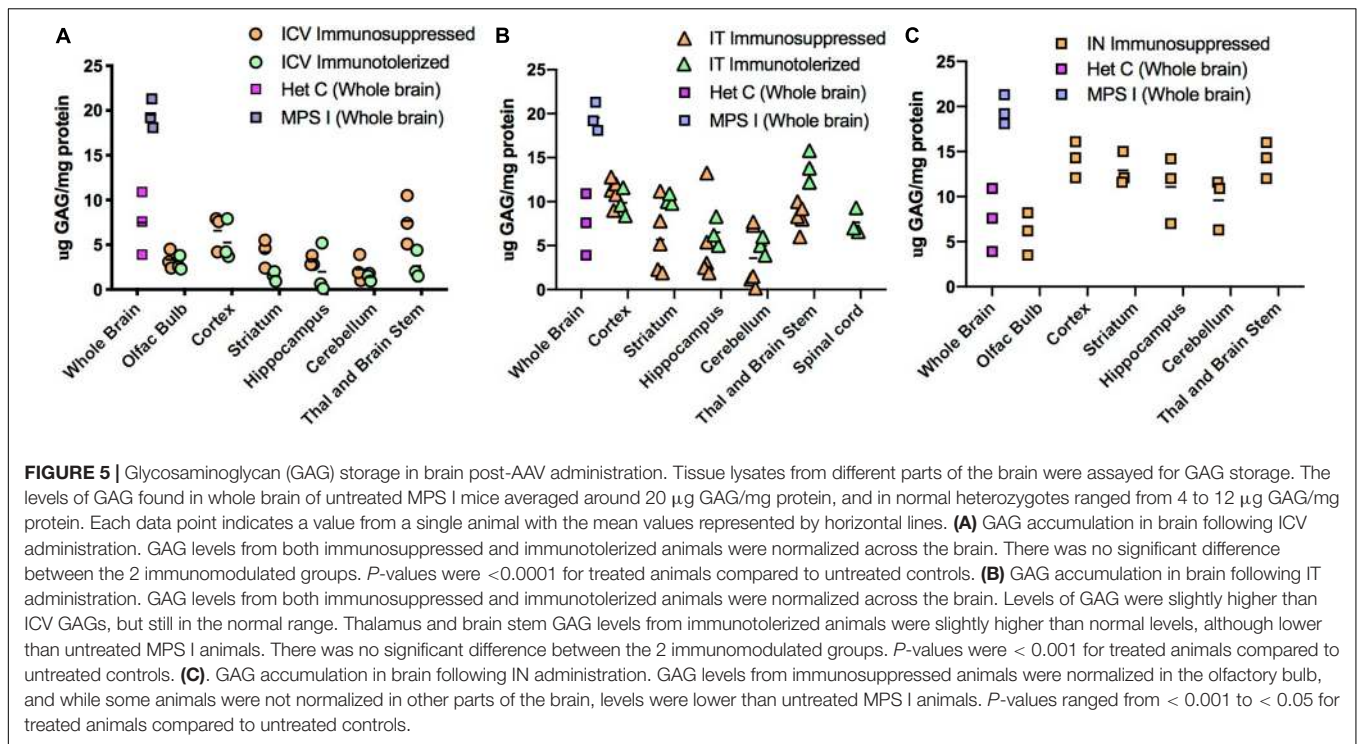 A
ICV Immunosuppressed
ICV Immunotolerized
Het C (Whole brain)
MPS I (Whole brain)
ug GAG/mg protein
25
20
15
10
5
0
Whole Brain
Olfac Bulb
Cortex
Striatum
Hippocampus
Cerebellum
Thal and Brain Stem
B
IT Immunosuppressed
IT Immunotolerized
Het C (Whole brain)
MPS I (Whole brain)
ug GAG/mg protein
25
20
15
10
5
0
Whole Brain
Cortex
Striatum
Hippocampus
Cerebellum
Thal and Brain Stem
Spinal cord
C
IN Immunosuppressed
Het C (Whole brain)
MPS I (Whole brain)
ug GAG/mg protein
25
20
15
10
5
0
Whole Brain
Olfac Bulb
Cortex
Striatum
Hippocampus
Cerebellum
Thal and Brain Stem
FIGURE 5 | Glycosaminoglycan (GAG) storage in brain post-AAV administration. Tissue lysates from different parts of the brain were assayed for GAG storage. The
levels of GAG found in whole brain of untreated MPS I mice averaged around 20 μg GAG/mg protein, and in normal heterozygotes ranged from 4 to 12 μg GAG/mg
protein. Each data point indicates a value from a single animal with the mean values represented by horizontal lines. (A) GAG accumulation in brain following ICV
administration. GAG levels from both immunosuppressed and immunotolerized animals were normalized across the brain. There was no significant difference
between the 2 immunomodulated groups. P-values were <0.0001 for treated animals compared to untreated controls. (B) GAG accumulation in brain following IT
administration. GAG levels from both immunosuppressed and immunotolerized animals were normalized across the brain. Levels of GAG were slightly higher than
ICV GAGs, but still in the normal range. Thalamus and brain stem GAG levels from immunotolerized animals were slightly higher than normal levels, although lower
than untreated MPS I animals. There was no significant difference between the 2 immunomodulated groups. P-values were < 0.001 for treated animals compared to
untreated controls. (C). GAG accumulation in brain following IN administration. GAG levels from immunosuppressed animals were normalized in the olfactory bulb,
and while some animals were not normalized in other parts of the brain, levels were lower than untreated MPS I animals. P-values ranged from < 0.001 to < 0.05 for
treated animals compared to untreated controls.